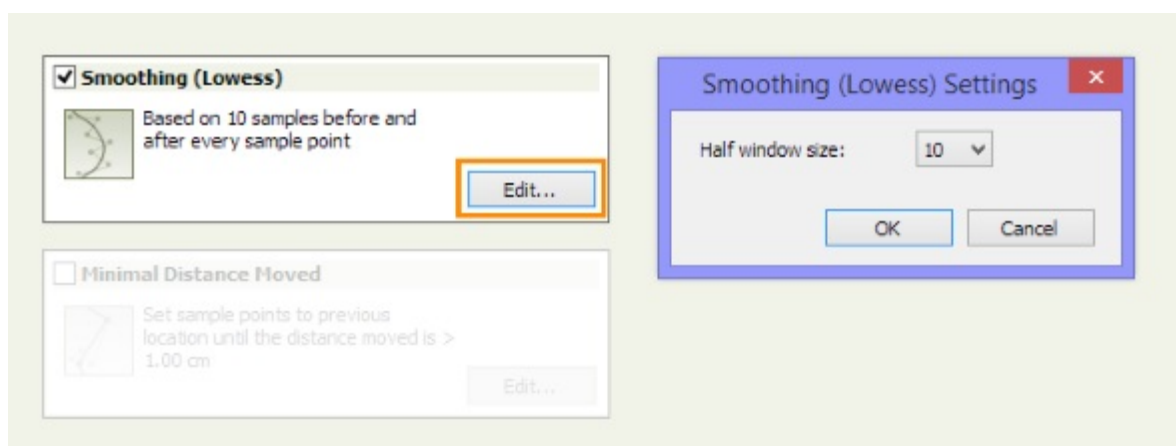 Smoothing (Lowess)
Based on 10 samples before and
after every sample point
Edit...
Minimal Distance Moved
Set sample points to previous
location until the distance moved is >
1.00 cm
Edit...
Smoothing (Lowess) Settings
Half window size: 10
OK Cancel